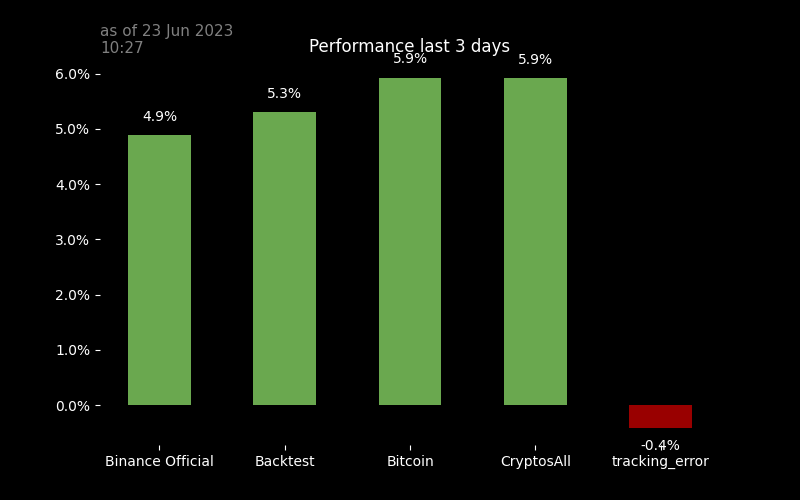 as of 23 Jun 2023
10:27
Performance last 3 days
5.9%
5.9%
6.0%
5.3%
4.9%
5.0%
4.0%
3.0%
2.0%
1.0%
0.0%
-0.4%
Binance Official
Backtest
Bitcoin
CryptosAll
tracking_error